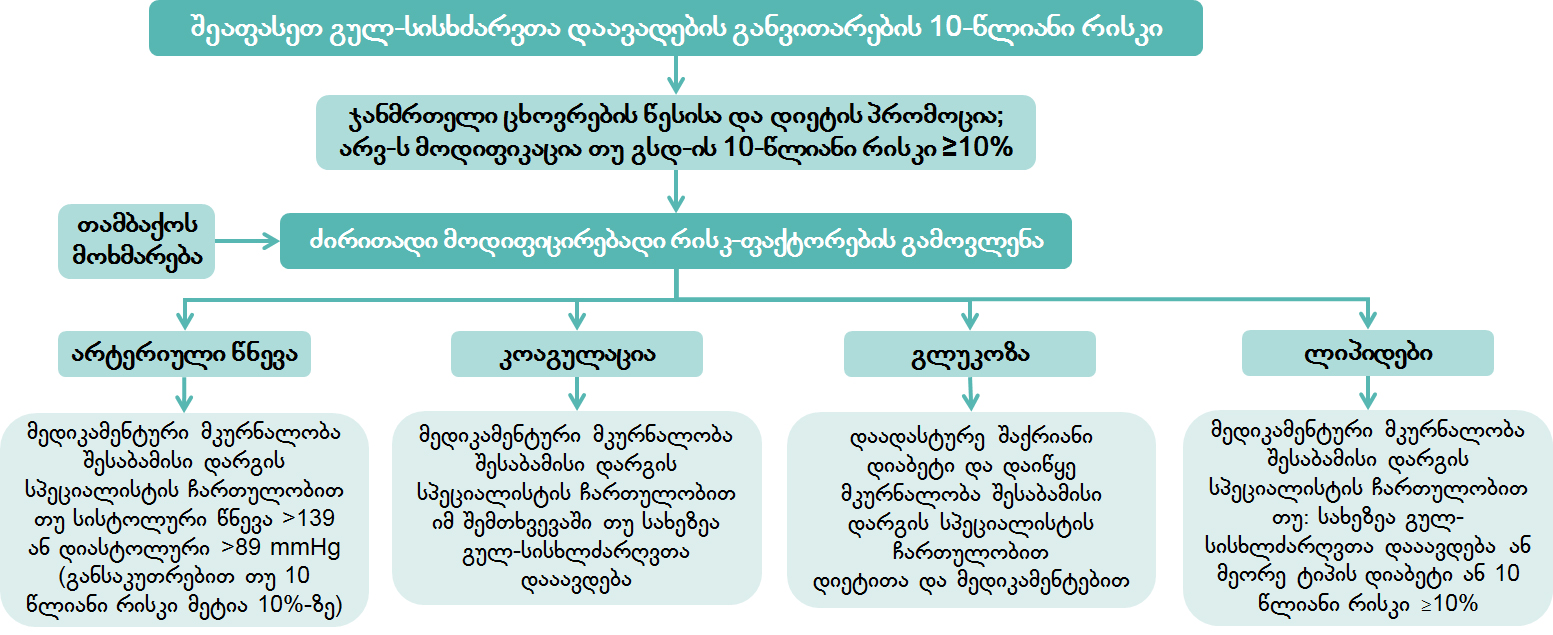 შეაფასეთ გულ-სისხძარვთა დაავადების განვითარების 10-წლიანი რისკი
ჯანმრთელი ცხოვრების წესისა და დიეტის პრომოცია;
არვ-ს მოდიფიკაცია თუ გსდ-ის 10-წლიანი რისკი ≥10%
თამბაქოს
მოხმარება
ძირითადი მოდიფიცირებადი რისკ-ფაქტორების გამოვლენა
არტერიული წნევა
მედიკამენტური მკურნალობა
შესაბამისი დარგის
სპეციალისტის ჩართულობით
თუ სისტოლური წნევა >139
ან დიასტოლური >89 mmHg
(განსაკუთრებით თუ 10
წლიანი რისკი მეტია 10%-ზე)
კოაგულაცია
მედიკამენტური მკურნალობა
შესაბამისი დარგის
სპეციალისტის ჩართულობით
იმ შემთხვევაში თუ სახეზეა
გულ-სისხლძარღვთა
დააავდება
გლუკოზა
დაადასტურე შაქრიანი
დიაბეტი და დაიწყე
მკურნალობა შესაბამისი
დარგის სპეციალისტის
ჩართულობით
დიეტითა და მედიკამენტებით
ლიპიდები
მედიკამენტური მკურნალობა
შესაბამისი დარგის
სპეციალისტის ჩართულობით
თუ: სახეზეა გულ-
სისხლძარღვთა დააავდება ან
მეორე ტიპის დიაბეტი ან 10
წლიანი რისკი ≥10%